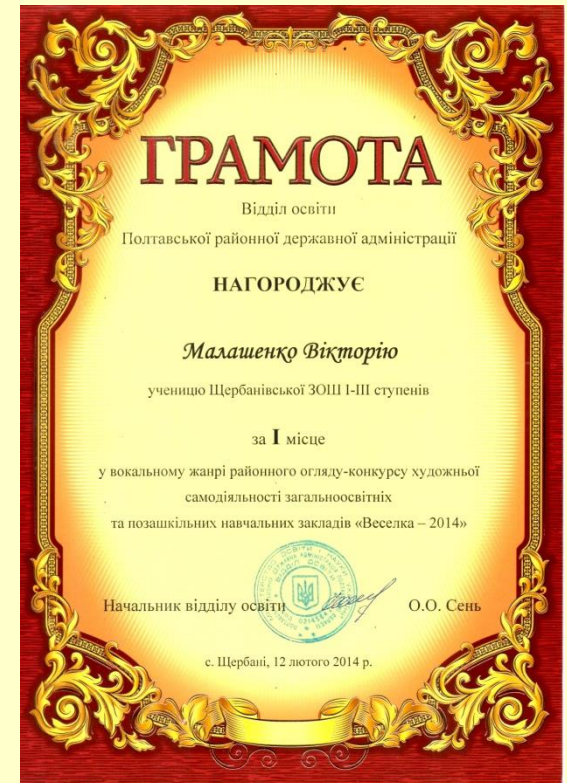 ГРАМОТА
Відділ освіти
Полтавської районної державної адміністрації
НАГОРОДЖУЄ
Малашенко Вікторію
ученицю Щербанівської ЗОШ І-ІІІ ступенів
за І місце
у вокальному жанрі районного огляду-конкурсу художньої
самодіяльності загальноосвітніх
та позашкільних навчальних закладів «Веселка – 2014»
Начальник відділу освіти О.О. Сень
с. Щербані, 12 лютого 2014 р.